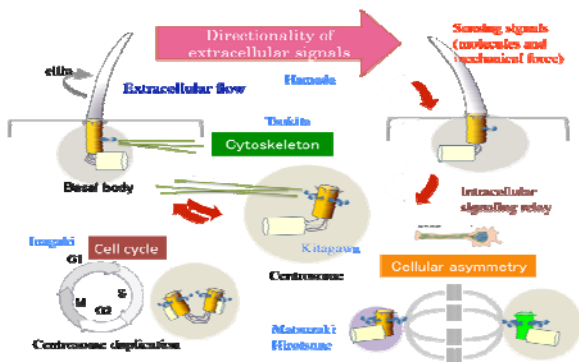 Directionality of
extracellular signals
Sensing signals
(molecules and
mechanical force)
cilia
Extracellular flow
Hamada
Tsukita
Cytoskeleton
Basal body
Intracellular
signaling relay
Inagaki
Cell cycle
Kitagawa
Centrosome
Cellular asymmetry
G1
S
M
G2
Centrosome duplication
Matsuzaki
Hirotsune